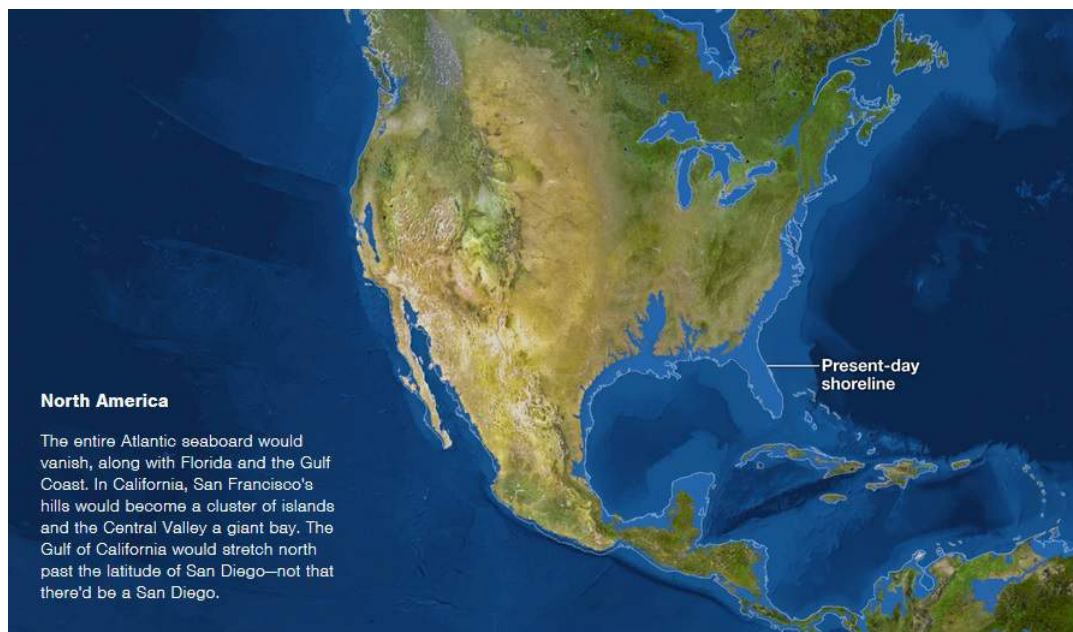 Present-day
shoreline
North America
The entire Atlantic seaboard would
vanish, along with Florida and the Gulf
Coast. In California, San Francisco's
hills would become a cluster of islands
and the Central Valley a giant bay. The
Gulf of California would stretch north
past the latitude of San Diego—not that
there'd be a San Diego.